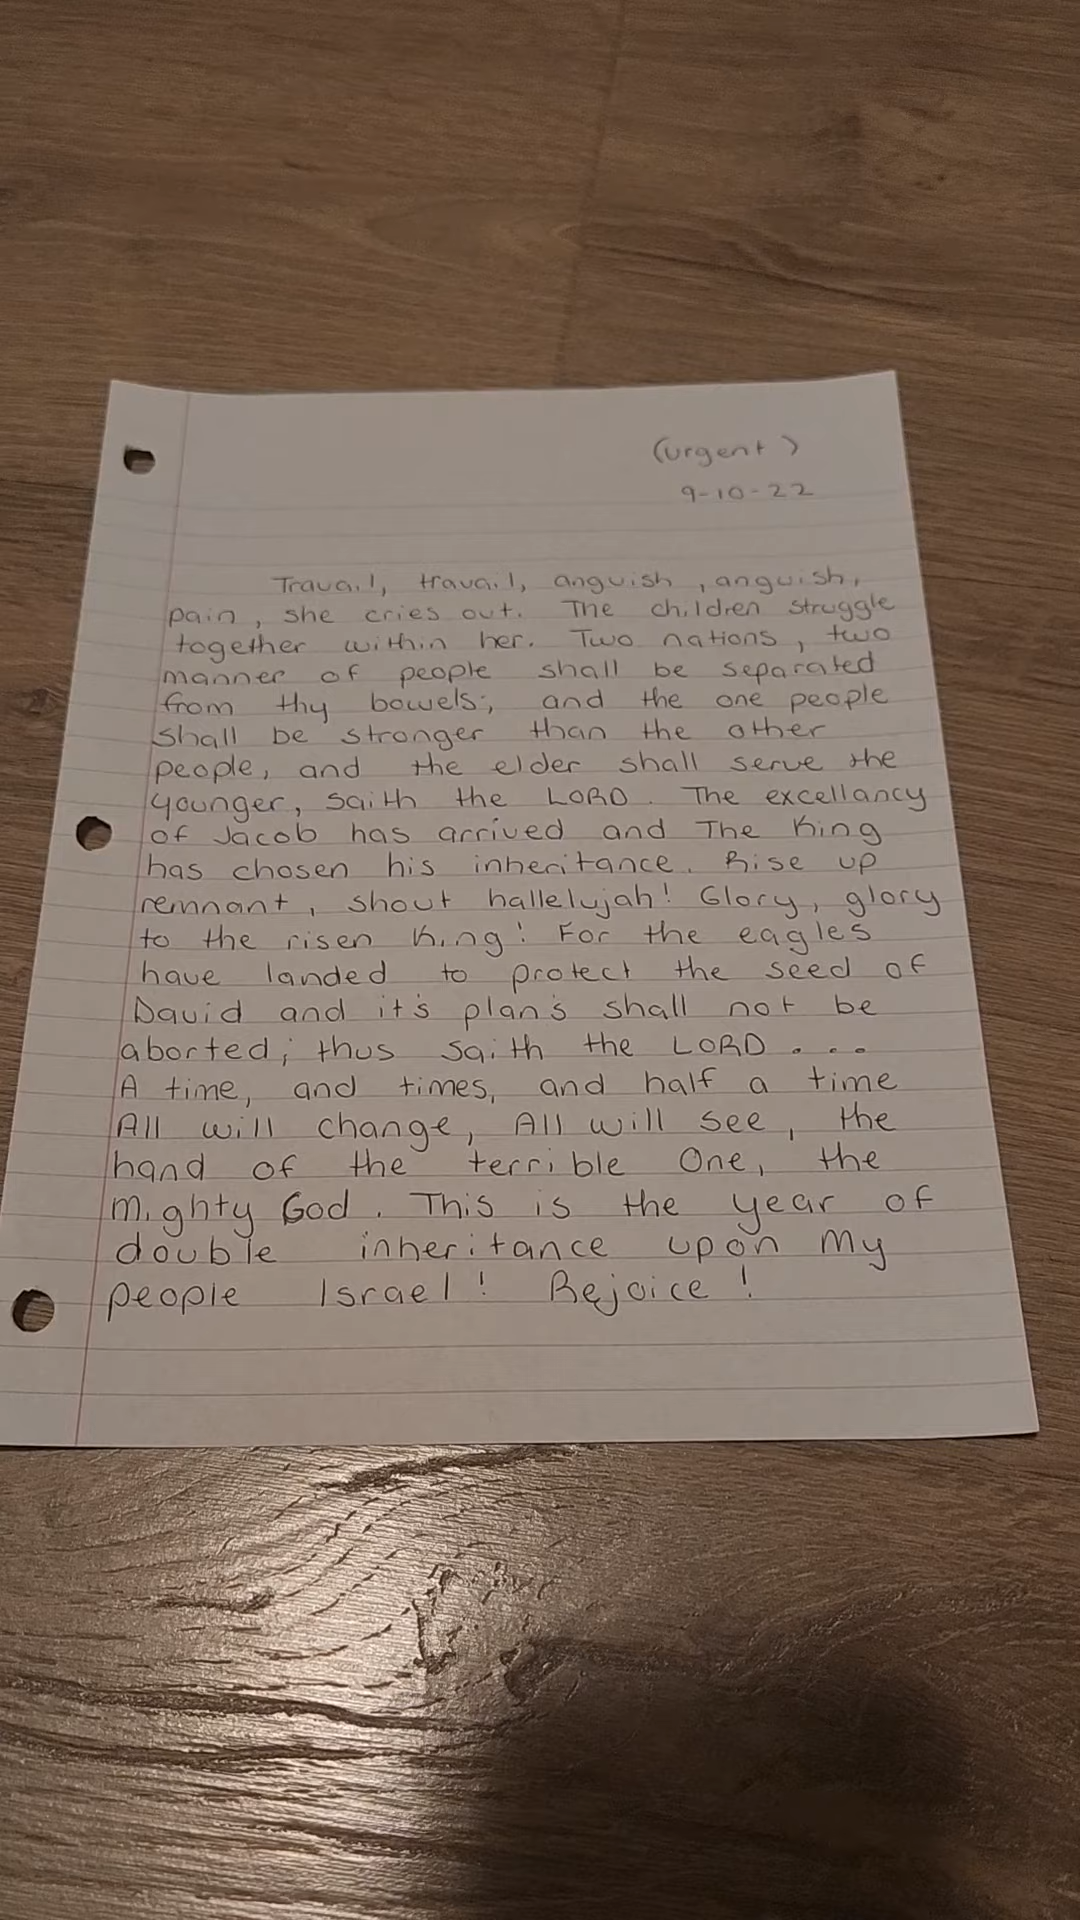 (urgent)
9-10-22
Travail, travail, anguish, anguish,
pain, she cries out. The children struggle
together within her. Two nations, two
manner of people shall be separated
from thy bowels; and the one people
shall be stronger than the other
people, and the elder shall serve the
younger, saith the LORD. The excellancy
of Jacob has arrived and The King
has chosen his inheritance. Rise up
remnant, shout hallelujah! Glory, glory
to the risen King! For the eagles
have landed to protect the seed of
David and it's plan's shall not be
aborted; thus saith the LORD....
A time, and times, and half a time
All will change, All will see, the
hand of the terrible One, the
mighty God. This is the year of
double inheritance upon My
people Israel! Rejoice!